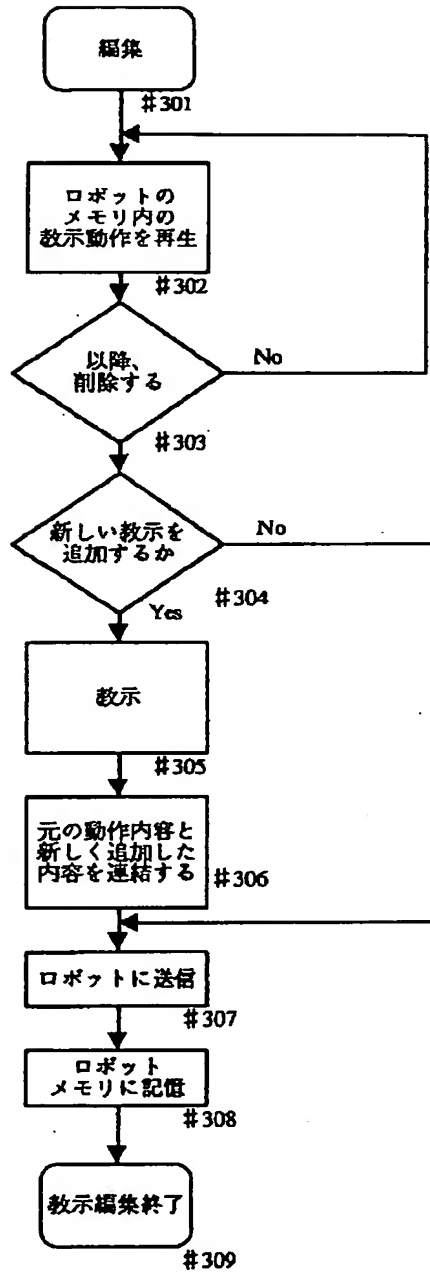 編集
#301
ロボットの
メモリ内の
教示動作を再生
#302
以降、
削除する
No
#303
新しい教示を
追加するか
No
#304
Yes
教示
#305
元の動作内容と
新しく追加した
内容を連結する
#306
ロボットに送信
#307
ロボット
メモリに記憶
#308
教示編集終了
#309